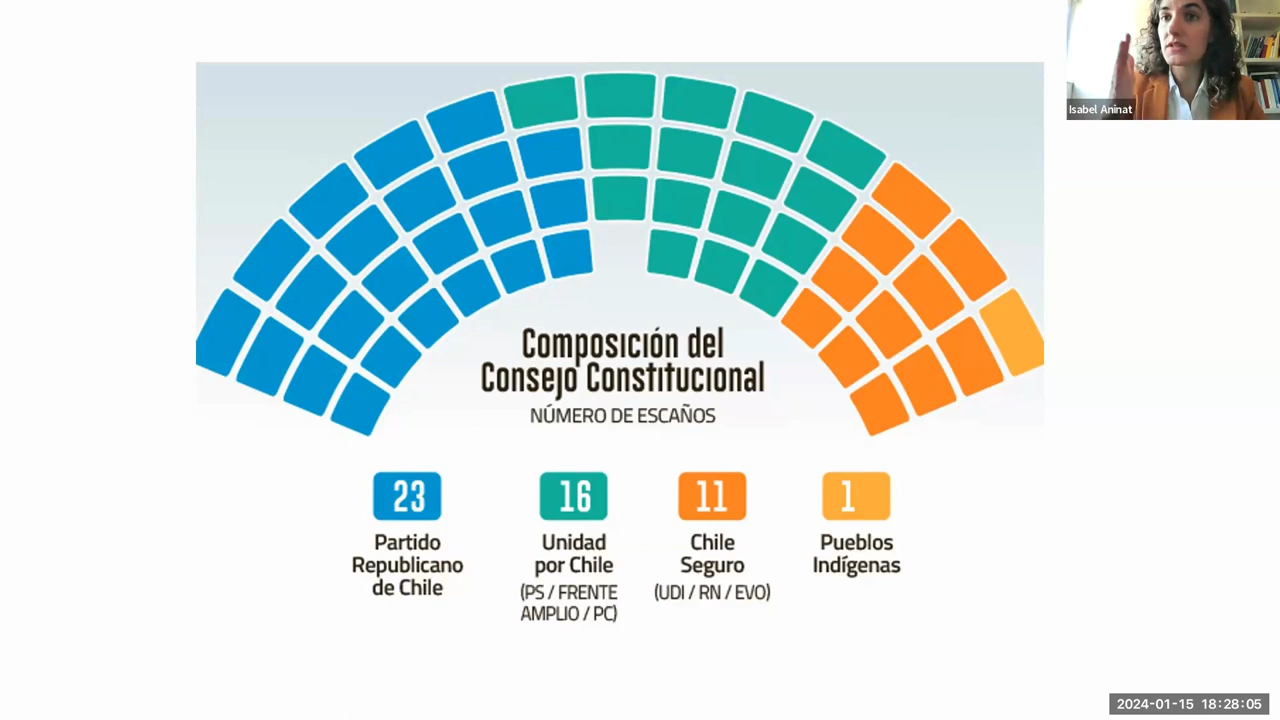 Isabel Aninat
Composición del
Consejo Constitucional
NÚMERO DE ESCAÑOS
23
Partido
Republicano
de Chile
16
Unidad
por Chile
(PS / FRENTE
AMPLIO / PC)
11
Chile
Seguro
(UDI / RN / EVO)
1
Pueblos
Indígenas
2024-01-15 18:28:05